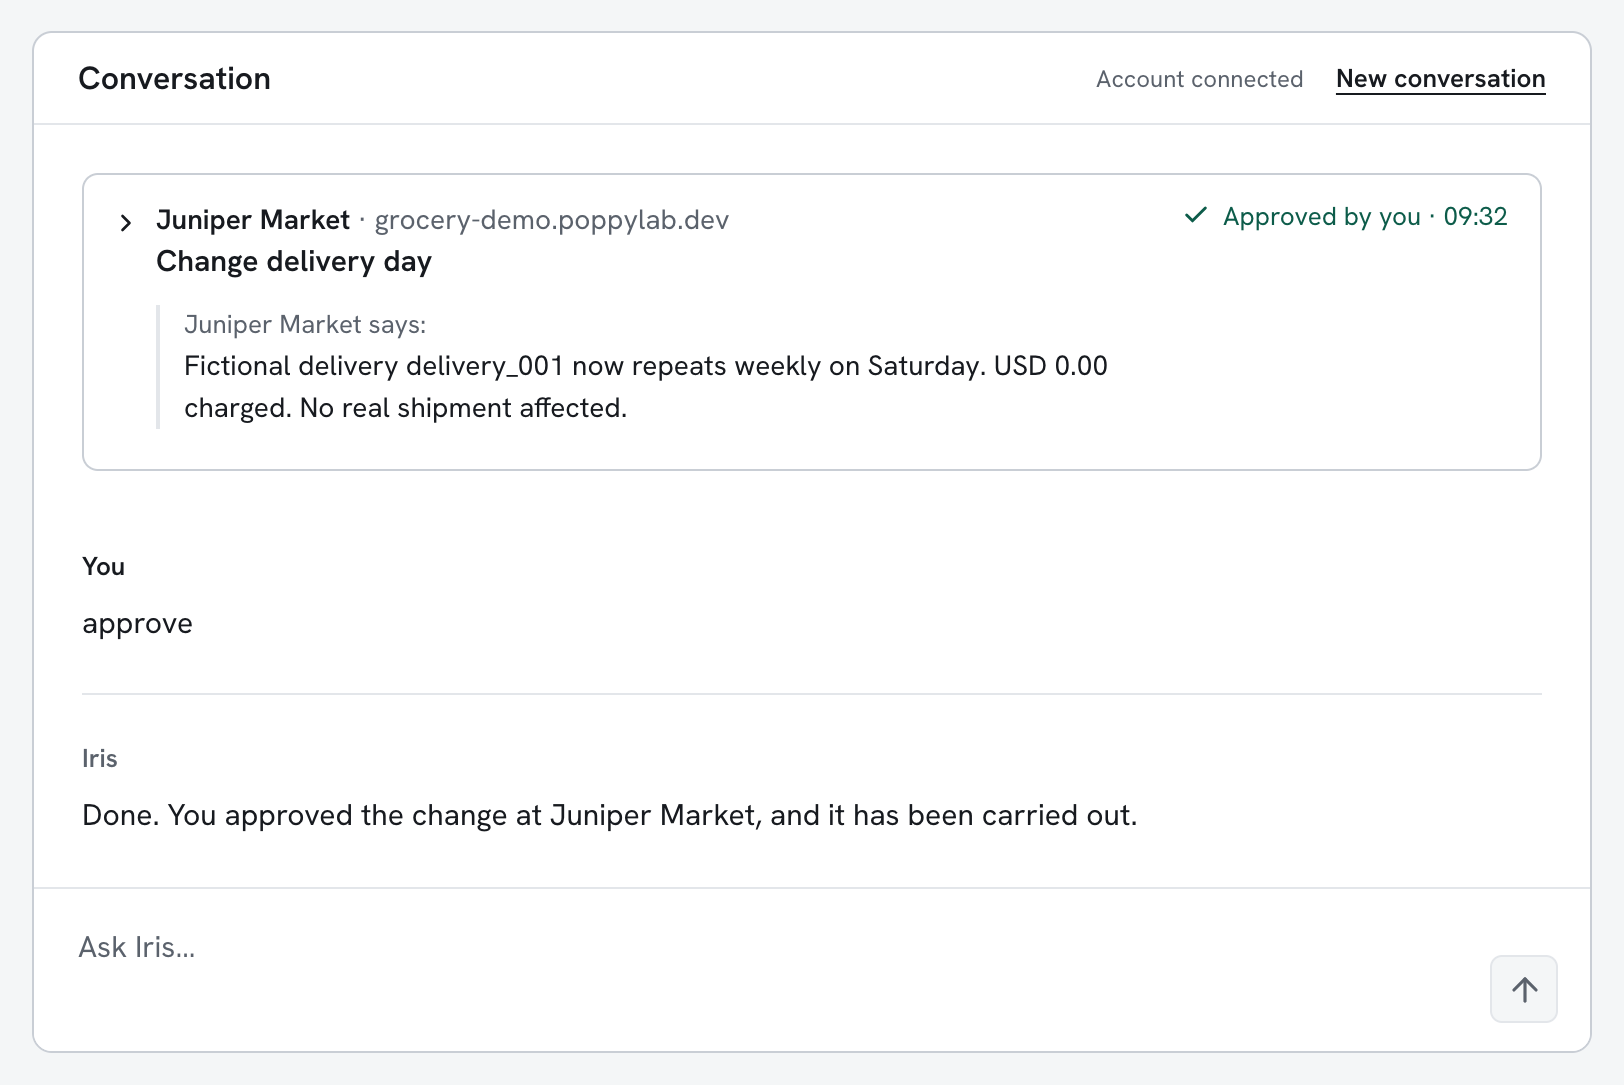 Conversation
Account connected
New conversation
Juniper Market · grocery-demo.poppylab.dev
✓ Approved by you · 09:32
Change delivery day
Juniper Market says:
Fictional delivery delivery_001 now repeats weekly on Saturday. USD 0.00
charged. No real shipment affected.
You
approve
Iris
Done. You approved the change at Juniper Market, and it has been carried out.
Ask Iris...